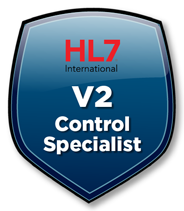 HL7
International
V2
Control
Specialist